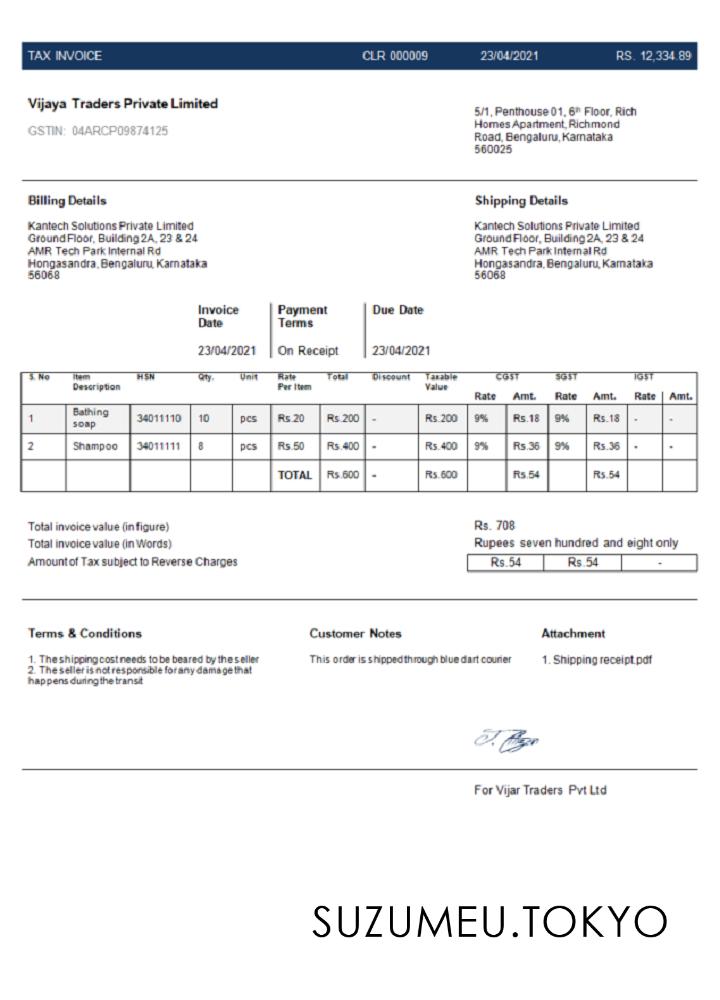 TAX INVOICE CLR 000009 23/04/2021 RS. 12,334.89
Vijaya Traders Private Limited
GSTIN: 04ARCP09874125
5/1, Penthouse 01, 6th Floor, Rich
Homes Apartment, Richmond
Road, Bengaluru, Karnataka
560025
Billing Details
Kantech Solutions Private Limited
Ground Floor, Building 2A, 23 & 24
AMR Tech Park Internal Rd
Hongasandra, Bengaluru, Karnataka
56068
Shipping Details
Kantech Solutions Private Limited
Ground Floor, Building 2A, 23 & 24
AMR Tech Park Internal Rd
Hongasandra, Bengaluru, Karnataka
56068
Invoice Date Payment Terms Due Date
23/04/2021 On Receipt 23/04/2021
S. No Item Description HSN Qty. Unit Rate Per Item Total Discount Taxable Value CGST SGST IGST
Rate Amt. Rate Amt. Rate Amt.
1 Bathing soap 34011110 10 pcs Rs.20 Rs.200 - Rs.200 9% Rs.18 9% Rs.18 - -
2 Shampoo 34011111 8 pcs Rs.50 Rs.400 - Rs.400 9% Rs.36 9% Rs.36 - -
TOTAL Rs.600 - Rs.600 Rs.54 Rs.54
Total invoice value (in figure) Rs. 708
Total invoice value (in Words) Rupees seven hundred and eight only
Amount of Tax subject to Reverse Charges Rs.54 Rs.54 -
Terms & Conditions
1. The shipping cost needs to be beared by the seller
2. The seller is not responsible for any damage that
happens during the transit
Customer Notes
This order is shipped through blue dart courier
Attachment
1. Shipping receipt.pdf
For Vijar Traders Pvt Ltd
SUZUMEU.TOKYO